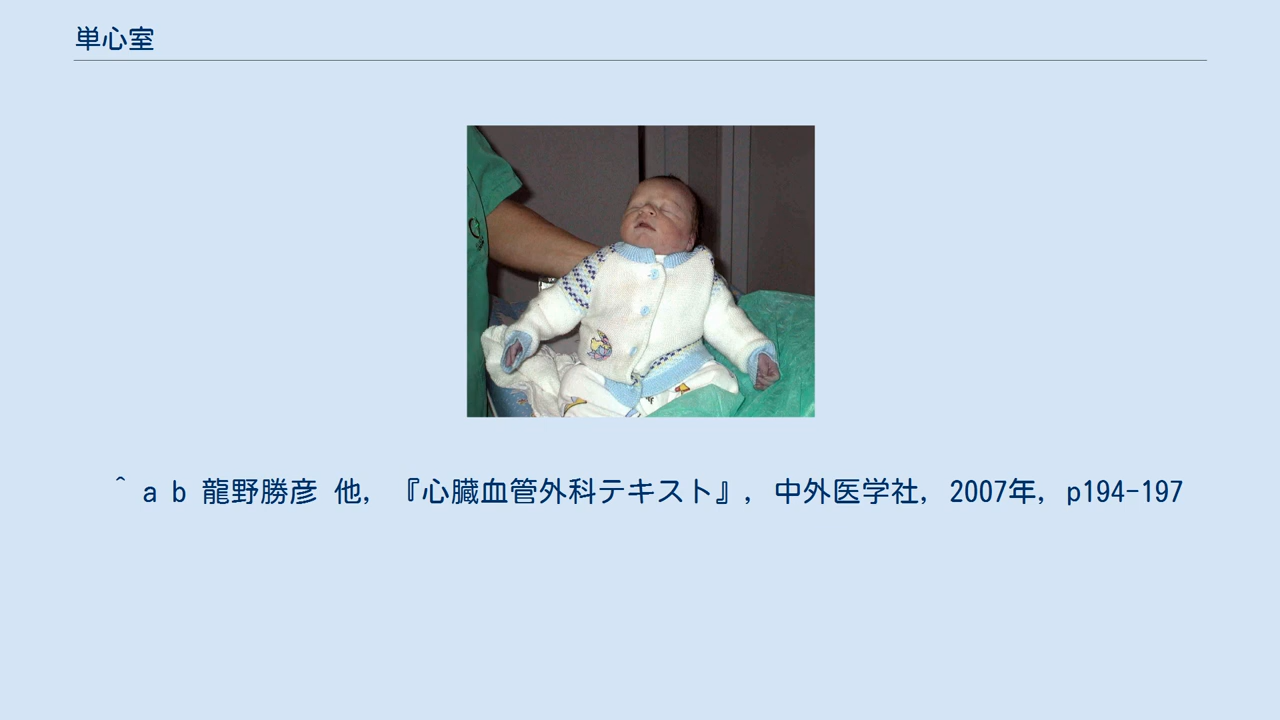 単心室
^ a b 龍野勝彦 他, 『心臓血管外科テキスト』, 中外医学社, 2007年, p194-197